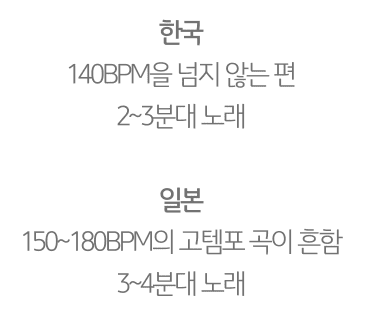 한국
140BPM을 넘지 않는 편
2~3분대 노래
일본
150~180BPM의 고템포 곡이 흔함
3~4분대 노래